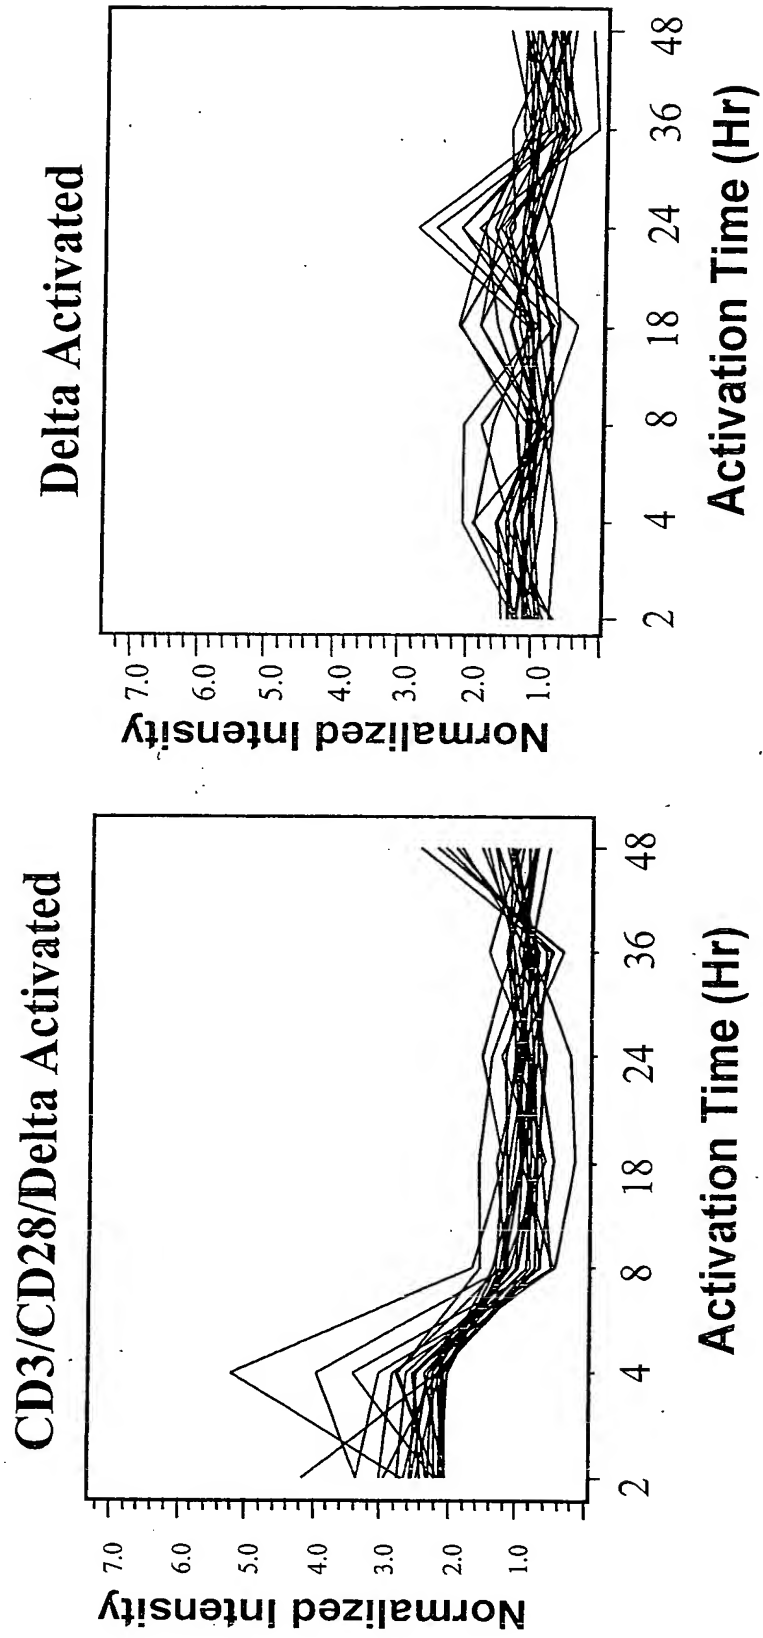 CD3/CD28/Delta Activated
Normalized Intensity
7.0
6.0
5.0
4.0
3.0
2.0
1.0
2 4 8 18 24 36 48
Activation Time (Hr)
Delta Activated
Normalized Intensity
7.0
6.0
5.0
4.0
3.0
2.0
1.0
2 4 8 18 24 36 48
Activation Time (Hr)